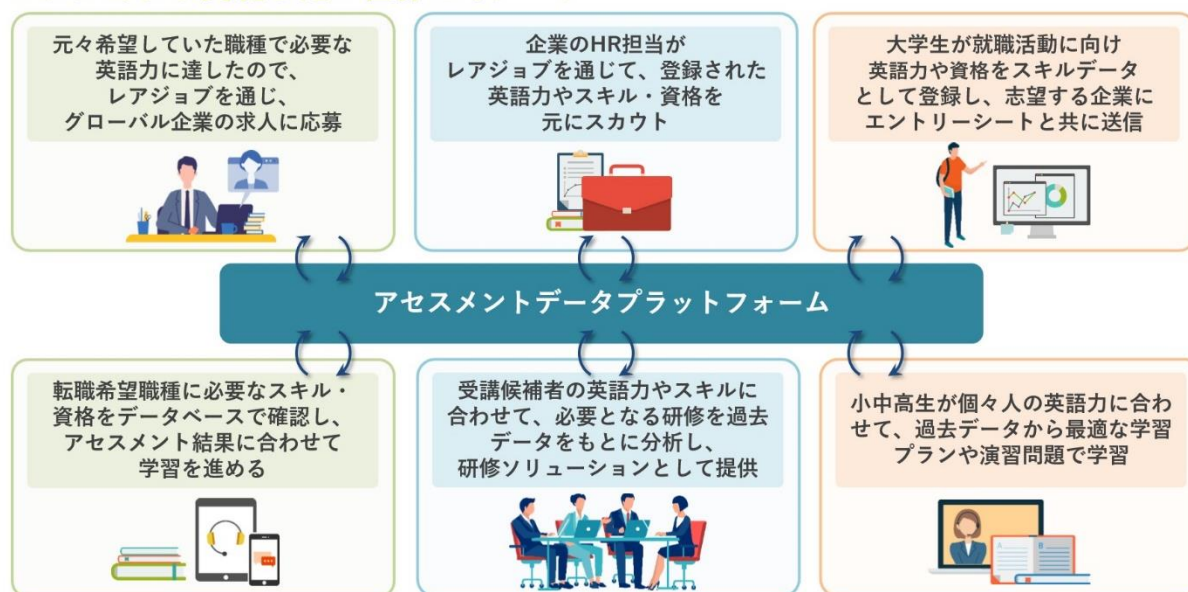 元々希望していた職種で必要な
英語力に達したので、
レアジョブを通じ、
グローバル企業の求人に応募
企業のHR担当が
レアジョブを通じて、登録された
英語力やスキル・資格を
元にスカウト
大学生が就職活動に向け
英語力や資格をスキルデータ
として登録し、志望する企業に
エントリーシートと共に送信
アセスメントデータプラットフォーム
転職希望職種に必要なスキル・
資格をデータベースで確認し、
アセスメント結果に合わせて
学習を進める
受講候補者の英語力やスキルに
合わせて、必要となる研修を過去
データをもとに分析し、
研修ソリューションとして提供
小中高生が個々人の英語力に合わ
せて、過去データから最適な学習
プランや演習問題で学習
A
B